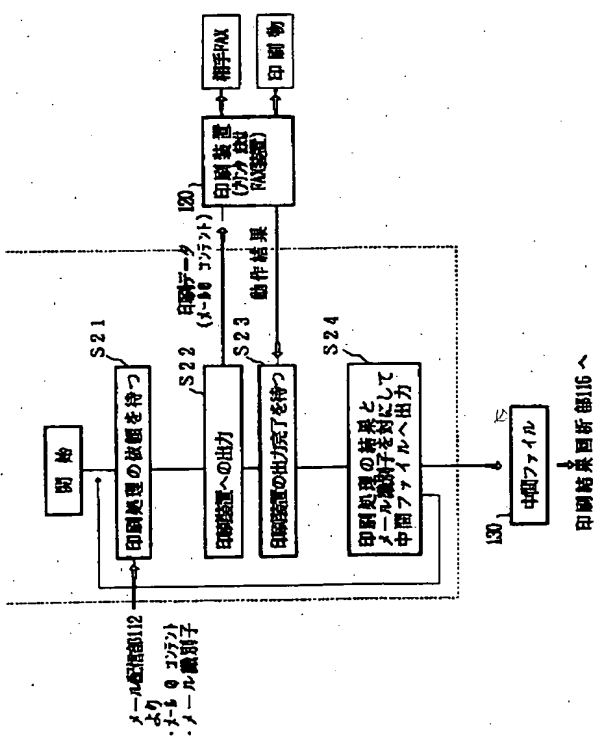 メール配信部112
より
・メールの コンテント
・メール識別子
開始
S21
印刷処理の依頼を待つ
S22
印刷装置への出力
S23
印刷装置の出力完了を待つ
S24
印刷処理の結果と
メール識別子を対にして
中間ファイルへ出力
印刷データ
(メールの コンテント)
動作結果
120
印刷装置
(プリンタ または
FAX装置)
相手FAX
印刷物
130
中間ファイル
印刷結果回析部116 へ